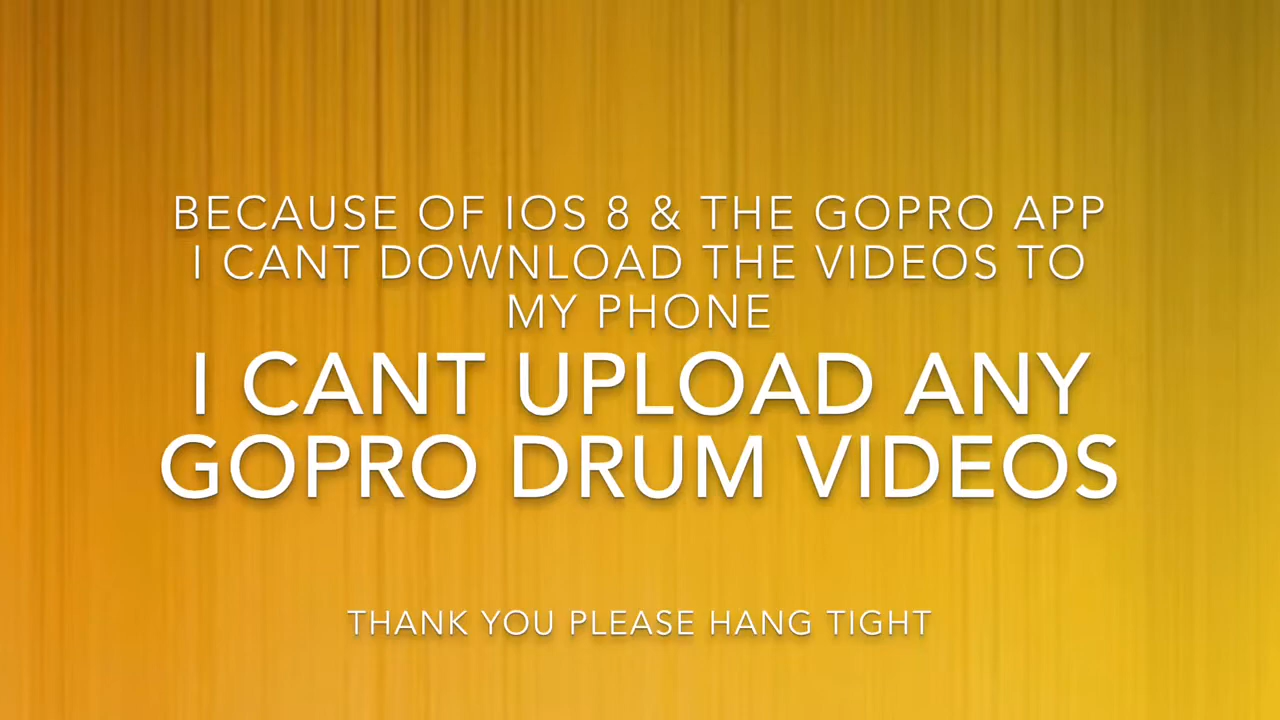 BECAUSE OF IOS 8 & THE GOPRO APP
I CANT DOWNLOAD THE VIDEOS TO
MY PHONE
I CANT UPLOAD ANY
GOPRO DRUM VIDEOS
THANK YOU PLEASE HANG TIGHT